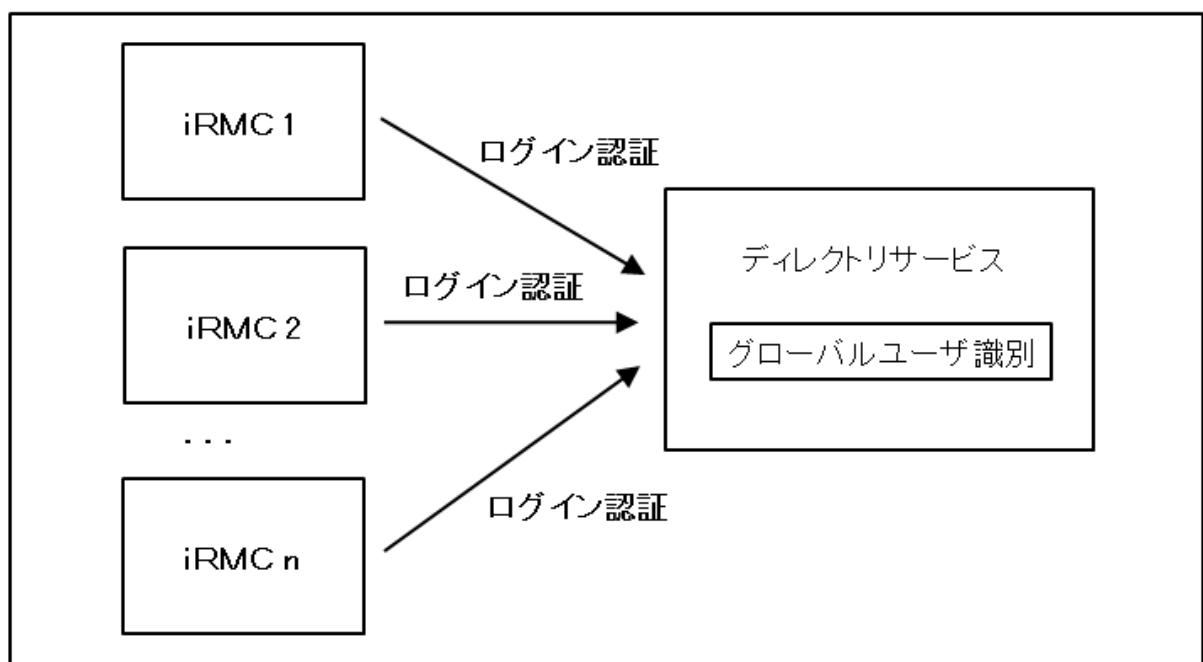 iRMC 1
ログイン認証
ディレクトリサービス
ログイン認証
iRMC 2
グローバルユーザ識別
...
ログイン認証
iRMC n